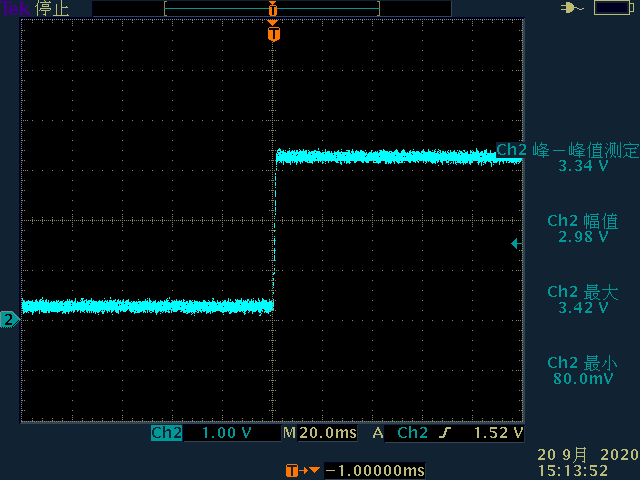 Tek 停止
T
T
Ch2 峰－峰值测定
3.34 V
Ch2 幅值
2.98 V
Ch2 最大
3.42 V
2
Ch2 最小
80.0mV
Ch2 1.00 V M 20.0ms A Ch2 1.52 V
T -1.00000ms
20 9月 2020
15:13:52